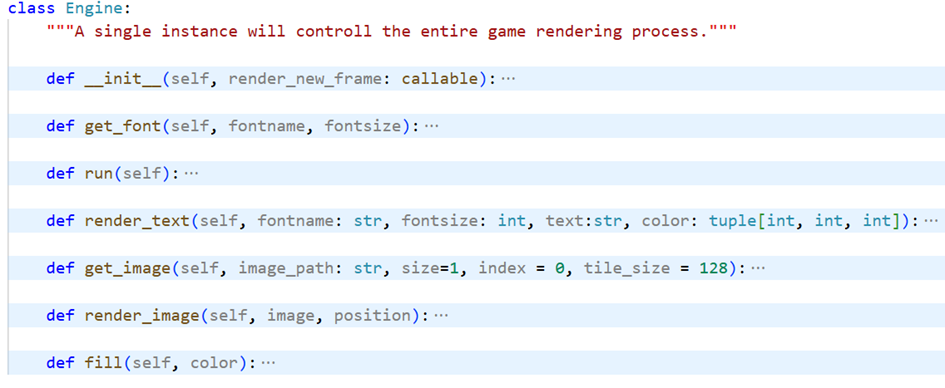 class Engine:
    """A single instance will controll the entire game rendering process."""
    def __init__(self, render_new_frame: callable):···
    def get_font(self, fontname, fontsize):···
    def run(self):···
    def render_text(self, fontname: str, fontsize: int, text:str, color: tuple[int, int, int]):···
    def get_image(self, image_path: str, size=1, index = 0, tile_size = 128):···
    def render_image(self, image, position):···
    def fill(self, color):···